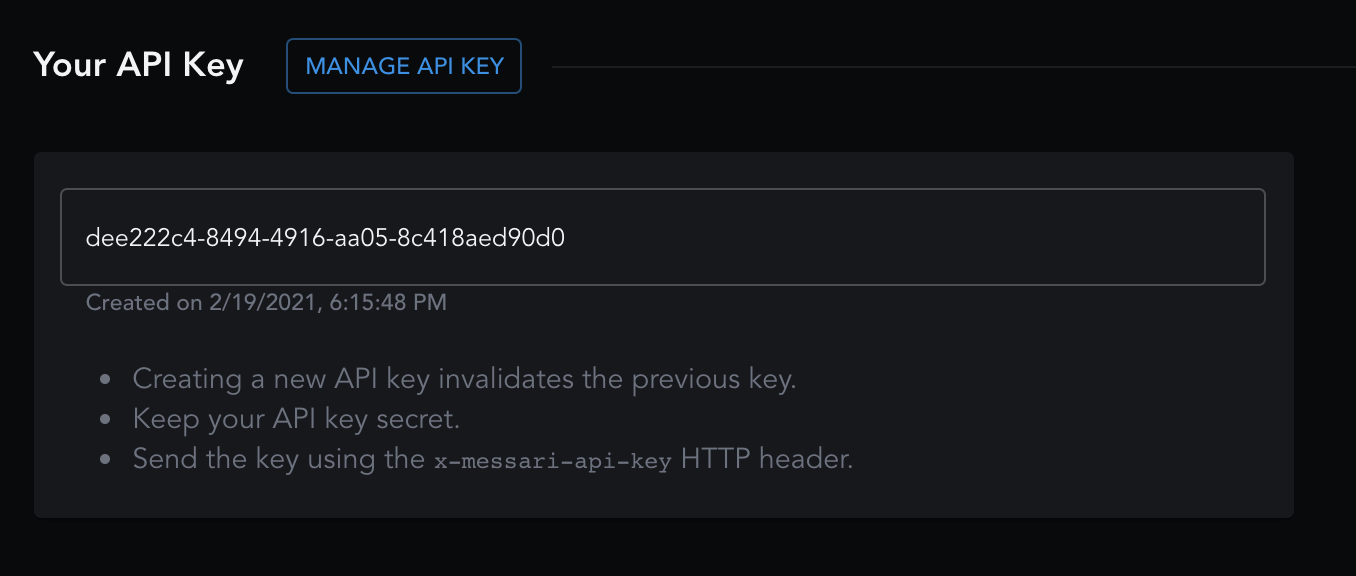 Your API Key
MANAGE API KEY
dee222c4-8494-4916-aa05-8c418aed90d0
Created on 2/19/2021, 6:15:48 PM
• Creating a new API key invalidates the previous key.
• Keep your API key secret.
• Send the key using the x-messari-api-key HTTP header.